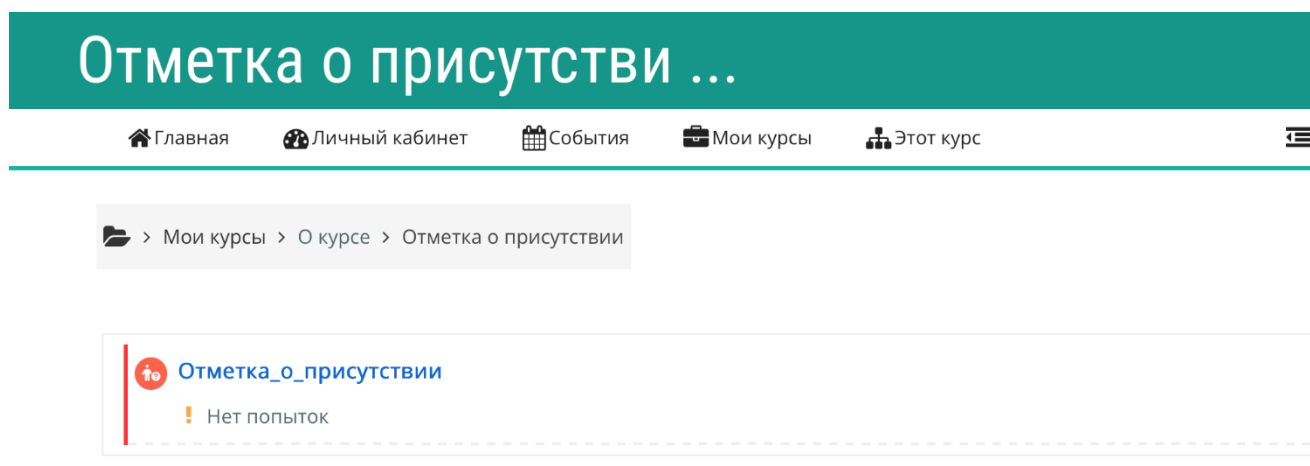 Отметка о присутстви ...
Главная Личный кабинет События Мои курсы Этот курс
> Мои курсы > О курсе > Отметка о присутствии
Отметка_о_присутствии
! Нет попыток